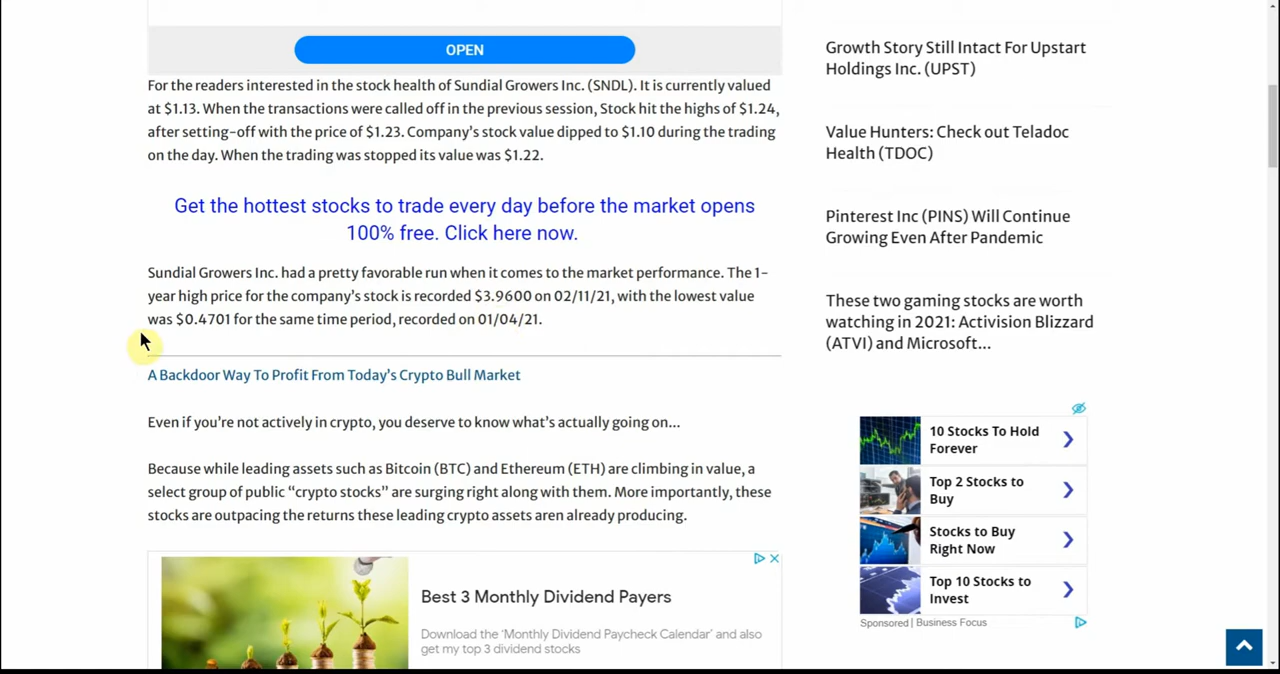 OPEN
For the readers interested in the stock health of Sundial Growers Inc. (SNDL). It is currently valued
at $1.13. When the transactions were called off in the previous session, Stock hit the highs of $1.24,
after setting-off with the price of $1.23. Company's stock value dipped to $1.10 during the trading
on the day. When the trading was stopped its value was $1.22.
Get the hottest stocks to trade every day before the market opens
100% free. Click here now.
Sundial Growers Inc. had a pretty favorable run when it comes to the market performance. The 1-
year high price for the company's stock is recorded $3.9600 on 02/11/21, with the lowest value
was $0.4701 for the same time period, recorded on 01/04/21.
A Backdoor Way To Profit From Today's Crypto Bull Market
Even if you're not actively in crypto, you deserve to know what's actually going on...
Because while leading assets such as Bitcoin (BTC) and Ethereum (ETH) are climbing in value, a
select group of public “crypto stocks” are surging right along with them. More importantly, these
stocks are outpacing the returns these leading crypto assets aren already producing.
Best 3 Monthly Dividend Payers
Download the 'Monthly Dividend Paycheck Calendar' and also
get my top 3 dividend stocks
Growth Story Still Intact For Upstart
Holdings Inc. (UPST)
Value Hunters: Check out Teladoc
Health (TDOC)
Pinterest Inc (PINS) Will Continue
Growing Even After Pandemic
These two gaming stocks are worth
watching in 2021: Activision Blizzard
(ATVI) and Microsoft...
10 Stocks To Hold
Forever
Top 2 Stocks to
Buy
Stocks to Buy
Right Now
Top 10 Stocks to
Invest
Sponsored | Business Focus